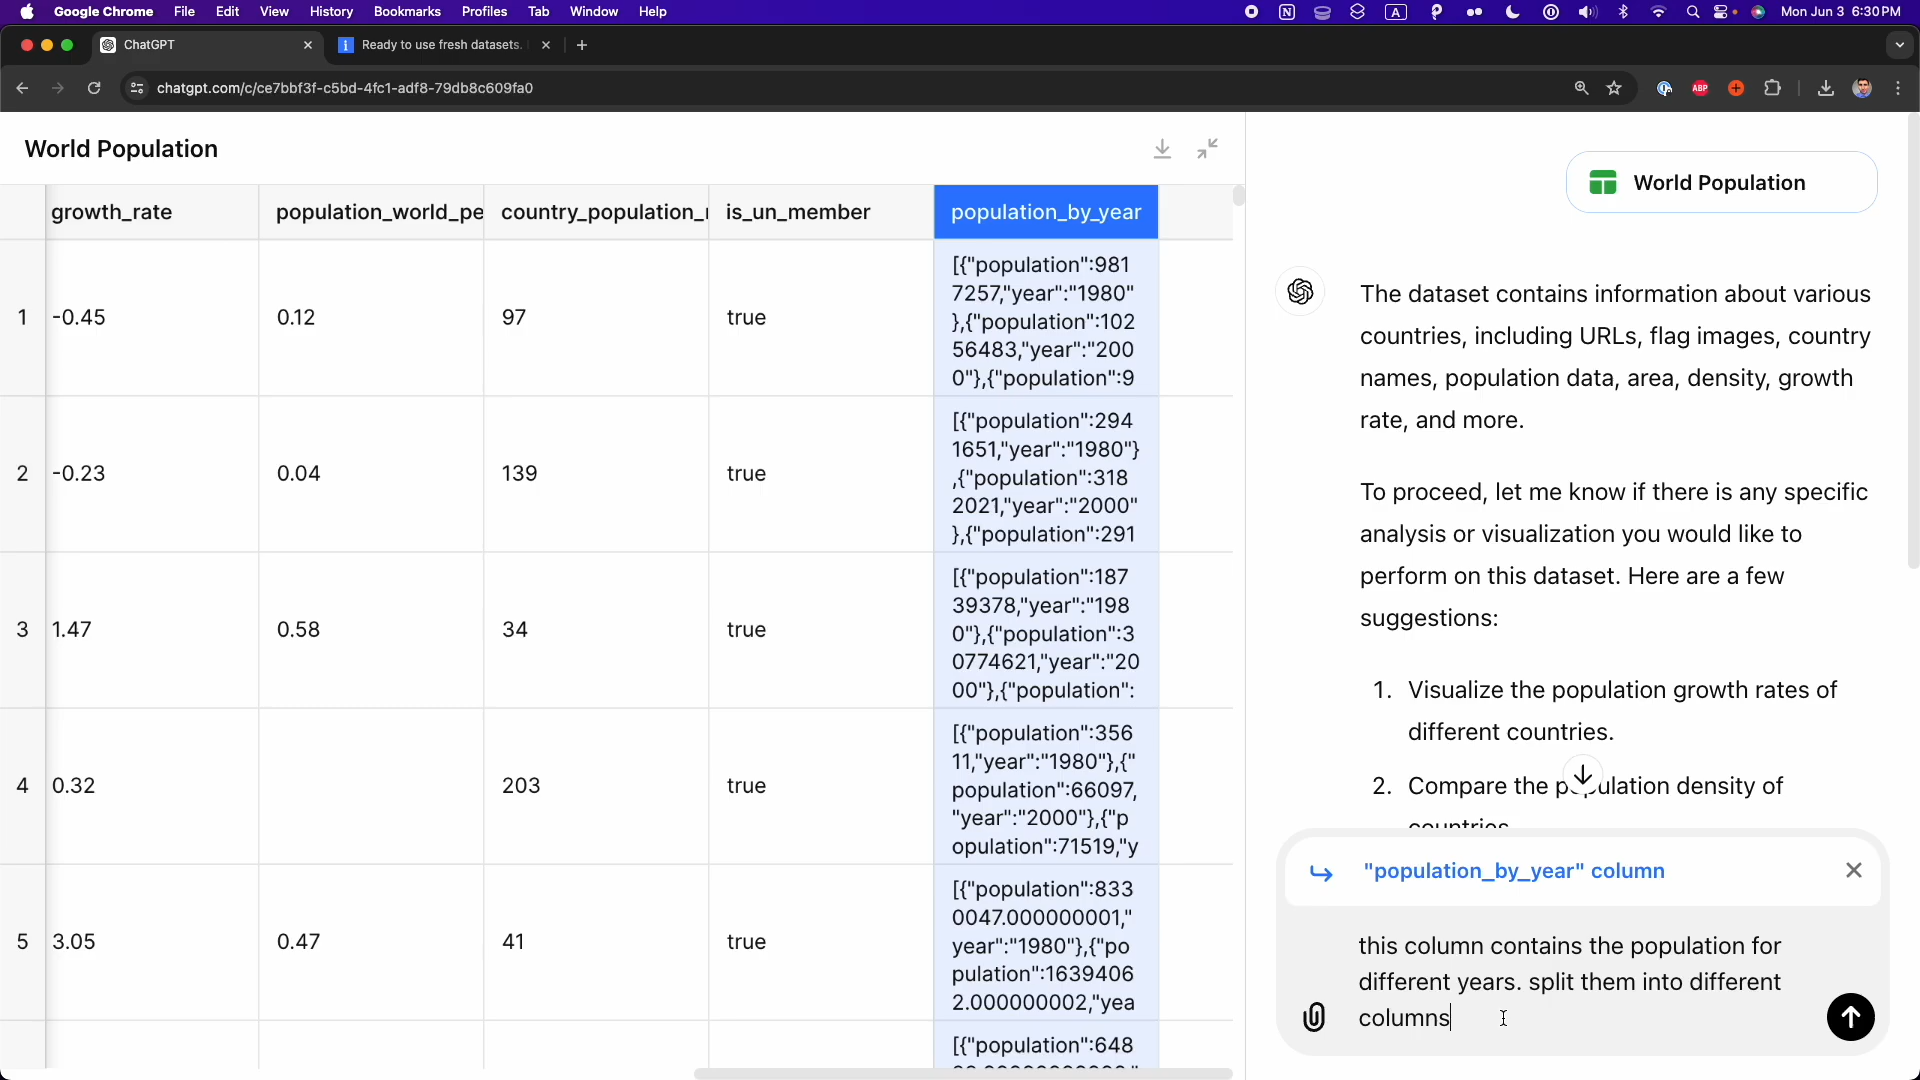 Google Chrome File Edit View History Bookmarks Profiles Tab Window Help
A
Mon Jun 3 6:30 PM
ChatGPT
Ready to use fresh datasets.
chatgpt.com/c/ce7bbf3f-c5bd-4fc1-adf8-79db8c609fa0
ABP
World Population
growth_rate population_world_pe country_population_ is_un_member population_by_year
1 -0.45 0.12 97 true
[{"population":981
7257,"year":"1980"
},{"population":102
56483,"year":"200
0"},{"population":9
2 -0.23 0.04 139 true
[{"population":294
1651,"year":"1980"}
,{"population":318
2021,"year":"2000"
},{"population":291
3 1.47 0.58 34 true
[{"population":187
39378,"year":"198
0"},{"population":3
0774621,"year":"20
00"},{"population":
4 0.32 203 true
[{"population":356
11,"year":"1980"},{"
population":66097,
"year":"2000"},{"p
opulation":71519,"y
5 3.05 0.47 41 true
[{"population":833
0047.000000001,"
year":"1980"},{"po
pulation":1639406
2.000000002,"yea
[{"population":648
World Population
The dataset contains information about various
countries, including URLs, flag images, country
names, population data, area, density, growth
rate, and more.
To proceed, let me know if there is any specific
analysis or visualization you would like to
perform on this dataset. Here are a few
suggestions:
1. Visualize the population growth rates of
different countries.
2. Compare the population density of
countries
"population_by_year" column
this column contains the population for
different years. split them into different
columns